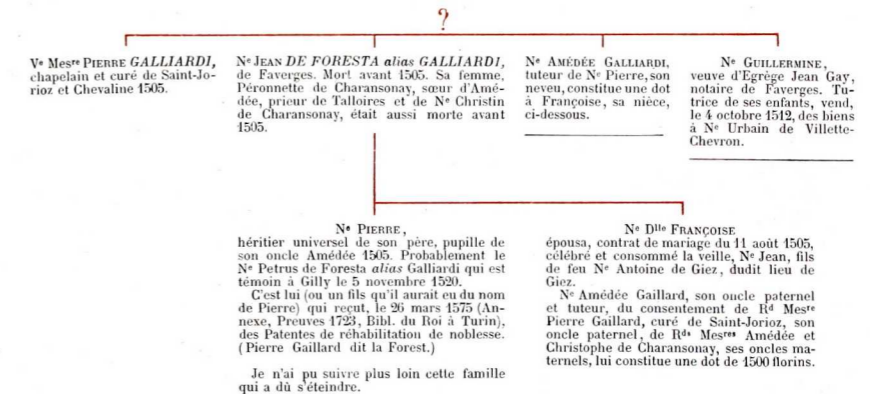 ?
Ve Mesre PIERRE GALLIARDI,
chapelain et curé de Saint-Jo-
rioz et Chevaline 1505.
Ne JEAN DE FORESTA alias GALLIARDI,
de Faverges. Mort avant 1505. Sa femme,
Péronnette de Charansonay, sœur d'Amé-
dée, prieur de Talloires et de Ne Christin
de Charansonay, était aussi morte avant
1505.
Ne AMÉDÉE GALLIARDI,
tuteur de Ne Pierre, son
neveu, constitue une dot
à Françoise, sa nièce,
ci-dessous.
Ne GUILLERMINE,
veuve d'Egrège Jean Gay,
notaire de Faverges. Tu-
trice de ses enfants, vend,
le 4 octobre 1512, des biens
à Ne Urbain de Villette-
Chevron.
Ne PIERRE,
héritier universel de son père, pupille de
son oncle Amédée 1505. Probablement le
Ne Petrus de Foresta alias Galliardi qui est
témoin à Gilly le 5 novembre 1520.
C'est lui (ou un fils qu'il aurait eu du nom
de Pierre) qui reçut, le 26 mars 1575 (An-
nexe, Preuves 1723, Bibl. du Roi à Turin),
des Patentes de réhabilitation de noblesse.
(Pierre Gaillard dit la Forest.)
Je n'ai pu suivre plus loin cette famille
qui a dû s'éteindre.
Ne Dlle FRANÇOISE
épousa, contrat de mariage du 11 août 1505,
célébré et consommé la veille, Ne Jean, fils
de feu Ne Antoine de Giez, dudit lieu de
Giez.
Ne Amédée Gaillard, son oncle paternel
et tuteur, du consentement de Rd Mesre
Pierre Gaillard, curé de Saint-Jorioz, son
oncle paternel, de Rds Mesres Amédée et
Christophe de Charansonay, ses oncles ma-
ternels, lui constitue une dot de 1500 florins.